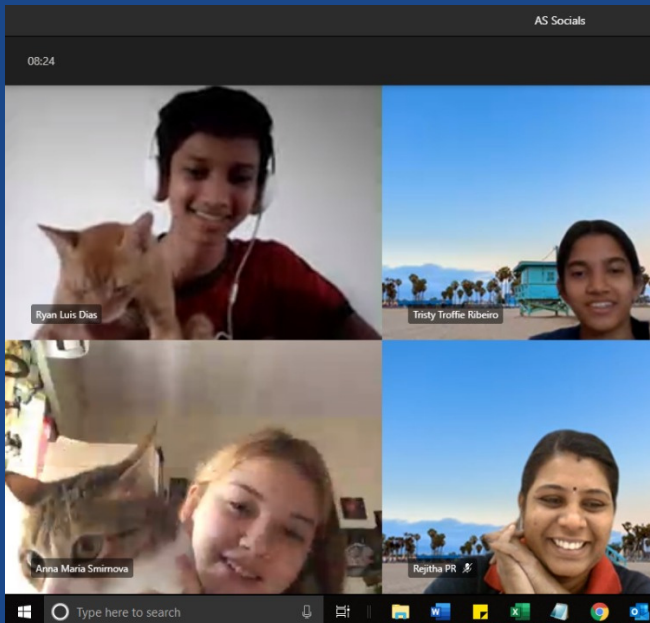 AS Socials
08:24
Ryan Luis Dias
Tristy Troffie Ribeiro
Anna Maria Smirnova
Rejitha PR
Type here to search